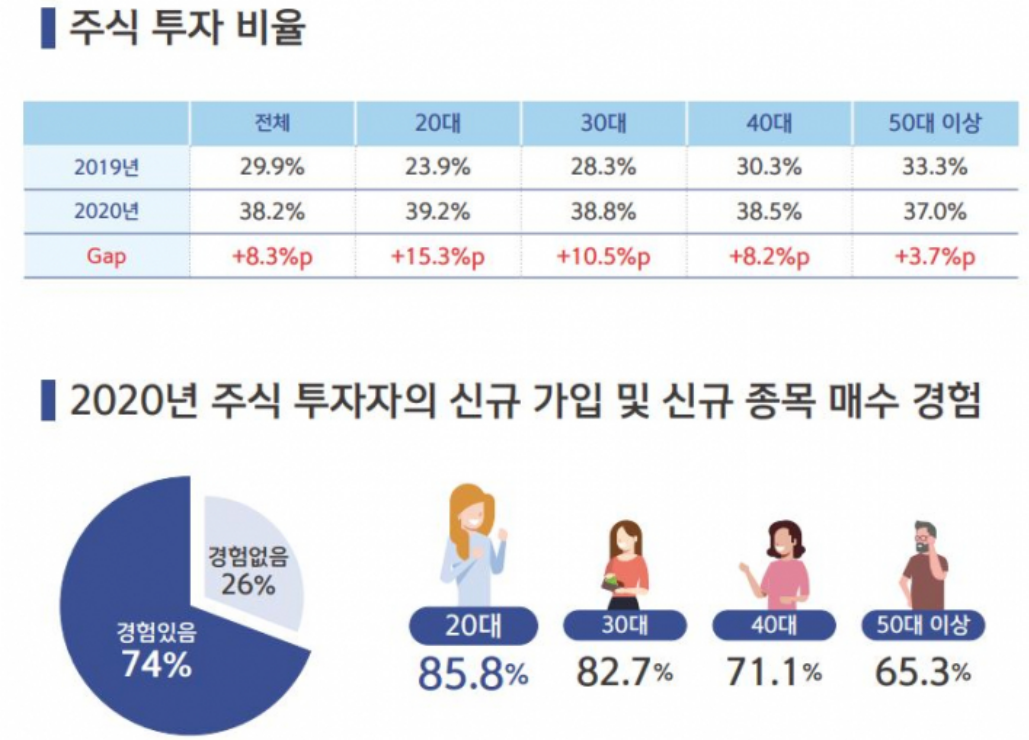 주식 투자 비율
전체 20대 30대 40대 50대 이상
2019년 29.9% 23.9% 28.3% 30.3% 33.3%
2020년 38.2% 39.2% 38.8% 38.5% 37.0%
Gap +8.3%p +15.3%p +10.5%p +8.2%p +3.7%p
2020년 주식 투자자의 신규 가입 및 신규 종목 매수 경험
경험없음
26%
경험있음
74%
20대 30대 40대 50대 이상
85.8% 82.7% 71.1% 65.3%